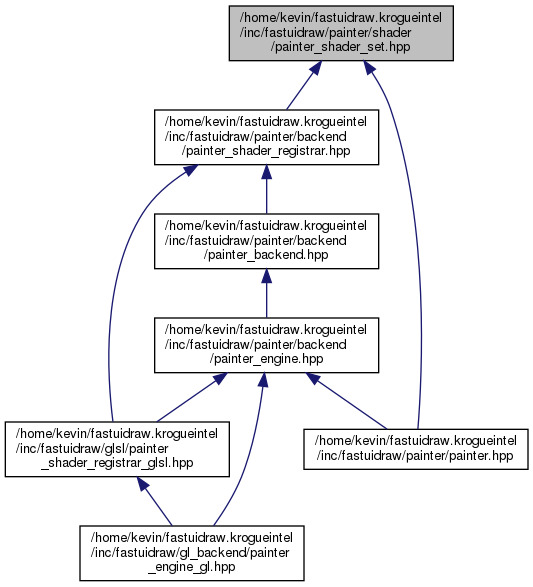 /home/kevin/fastuidraw.krogueintel
/inc/fastuidraw/painter/shader
/painter_shader_set.hpp
/home/kevin/fastuidraw.krogueintel
/inc/fastuidraw/painter/backend
/painter_shader_registrar.hpp
/home/kevin/fastuidraw.krogueintel
/inc/fastuidraw/painter/backend
/painter_backend.hpp
/home/kevin/fastuidraw.krogueintel
/inc/fastuidraw/painter/backend
/painter_engine.hpp
/home/kevin/fastuidraw.krogueintel
/inc/fastuidraw/glsl/painter
_shader_registrar_glsl.hpp
/home/kevin/fastuidraw.krogueintel
/inc/fastuidraw/painter/painter.hpp
/home/kevin/fastuidraw.krogueintel
/inc/fastuidraw/gl_backend/painter
_engine_gl.hpp